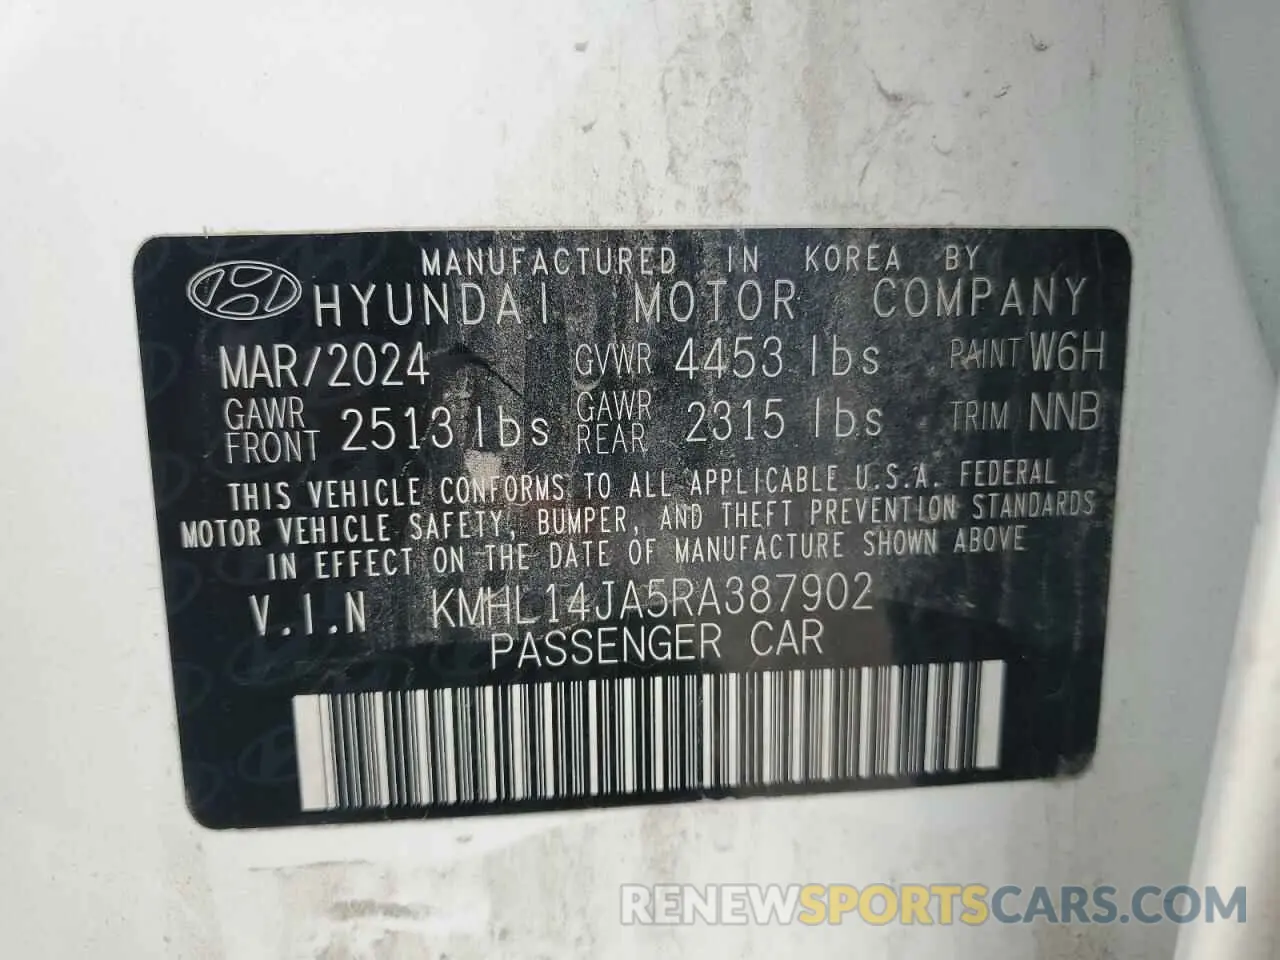 MANUFACTURED IN KOREA BY
HYUNDAI MOTOR COMPANY
MAR/2024 GVWR 4453 lbs PAINT W6H
GAWR FRONT 2513 lbs GAWR REAR 2315 lbs TRIM NNB
THIS VEHICLE CONFORMS TO ALL APPLICABLE U.S.A. FEDERAL
MOTOR VEHICLE SAFETY, BUMPER, AND THEFT PREVENTION STANDARDS
IN EFFECT ON THE DATE OF MANUFACTURE SHOWN ABOVE
V.I.N KMHL14JA5RA387902
PASSENGER CAR
RENEWSPORTSCARS.COM